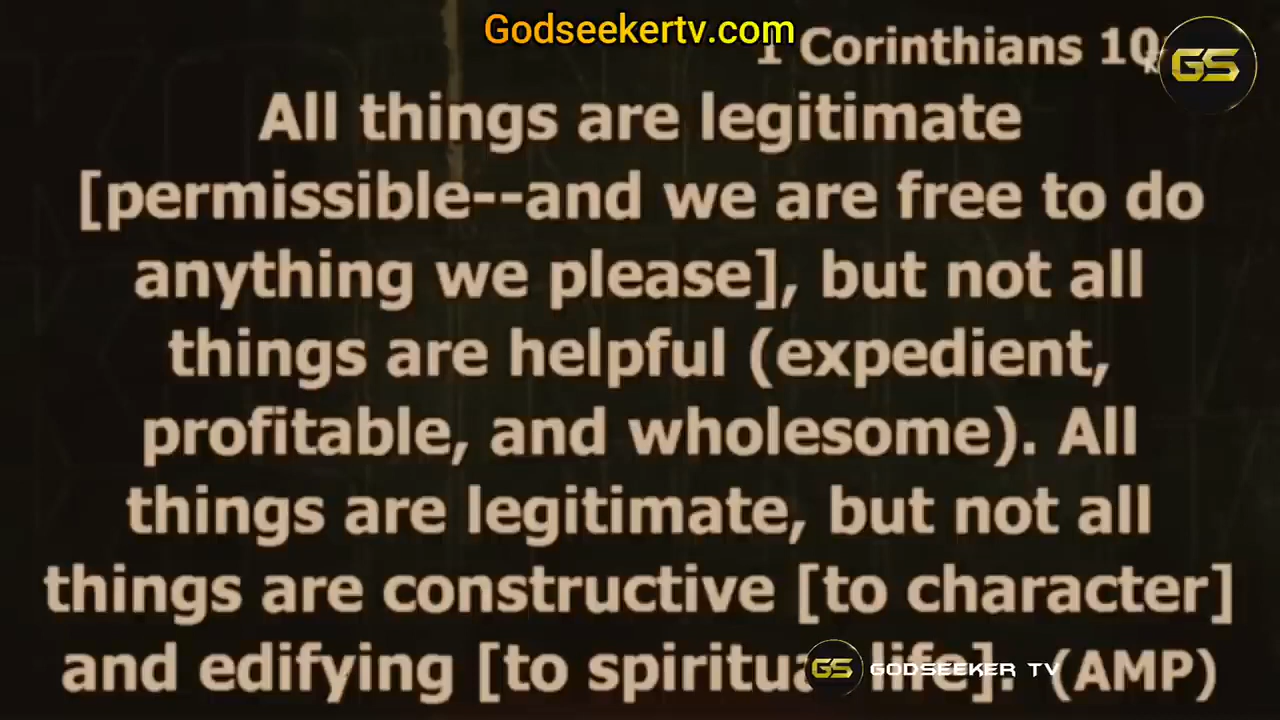 Godseekertv.com
1 Corinthians 10
GS
All things are legitimate
[permissible--and we are free to do
anything we please], but not all
things are helpful (expedient,
profitable, and wholesome). All
things are legitimate, but not all
things are constructive [to character]
and edifying [to spiritual life]. (AMP)
GS GODSEEKER TV